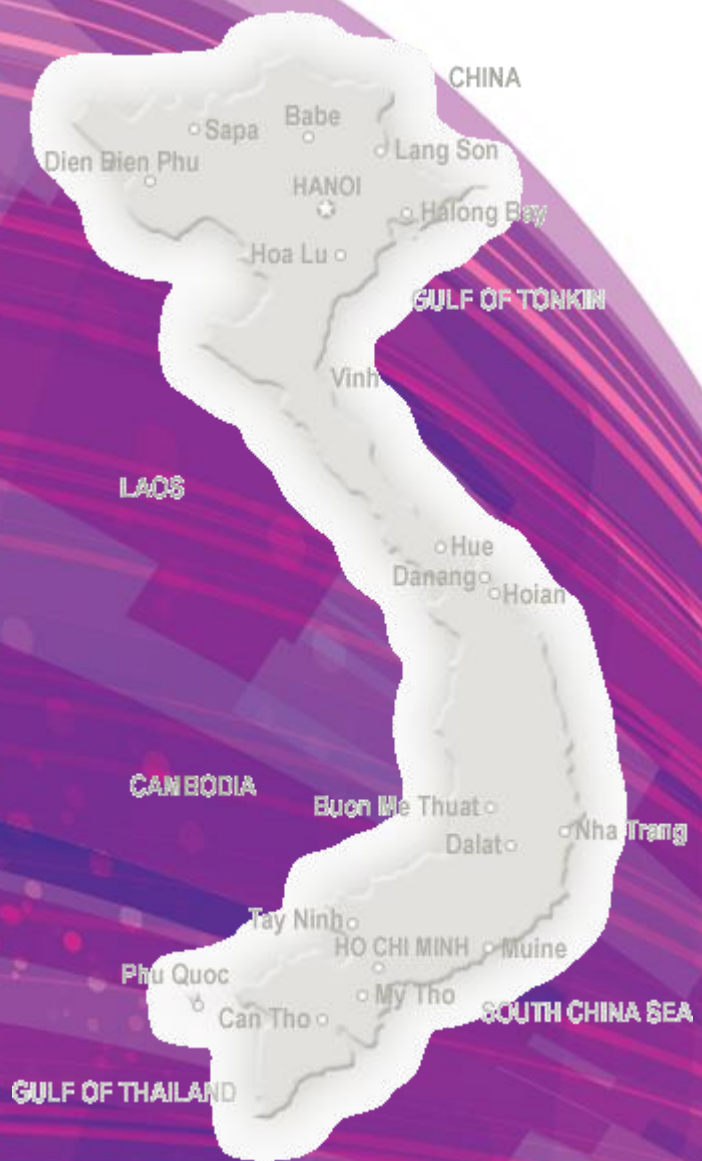 CHINA
Babe
Sapa
Lang Son
Dien Bien Phu
HANOI
Halong Bay
Hoa Lu
GULF OF TONKIN
Vinh
LAOS
Hue
Danang
Hoian
CAMBODIA
Buon Me Thuat
Nha Trang
Dalat
Tay Ninh
HO CHI MINH
Muine
Phu Quoc
My Tho
Can Tho
SOUTH CHINA SEA
GULF OF THAILAND